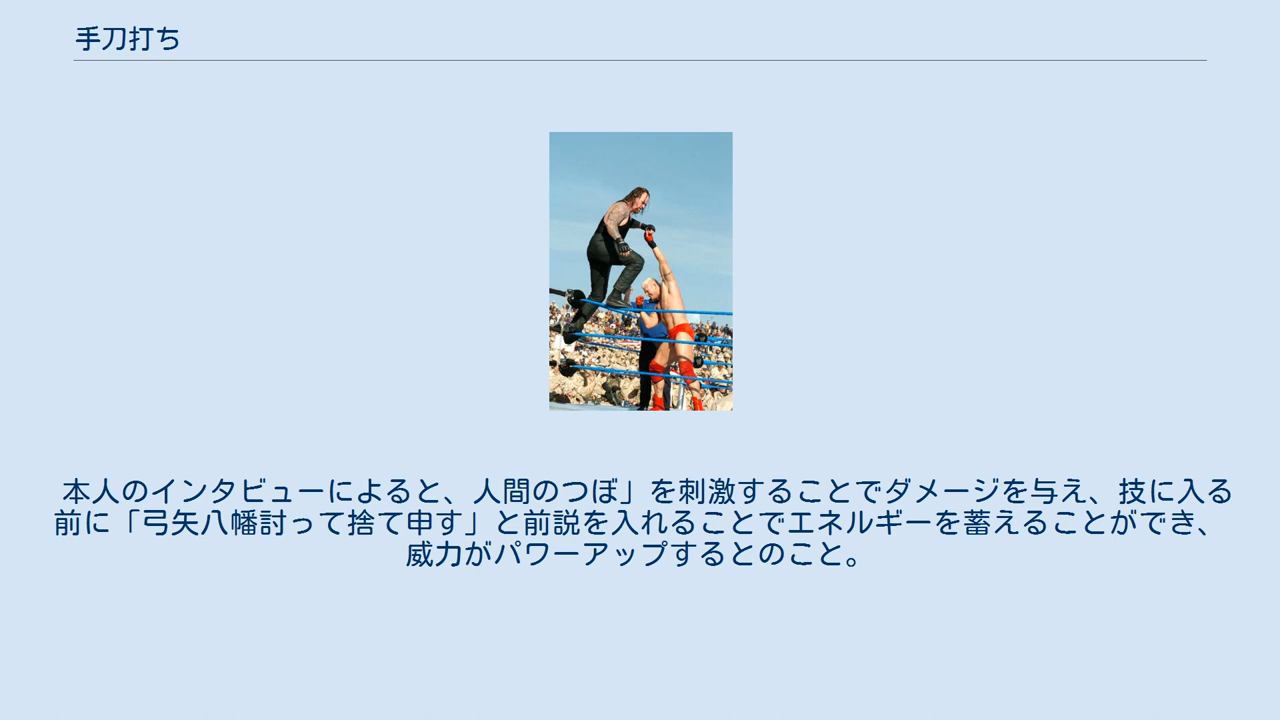 手刀打ち
本人のインタビューによると、人間のつぼ」を刺激することでダメージを与え、技に入る
前に「弓矢八幡討って捨て申す」と前説を入れることでエネルギーを蓄えることができ、
威力がパワーアップするとのこと。